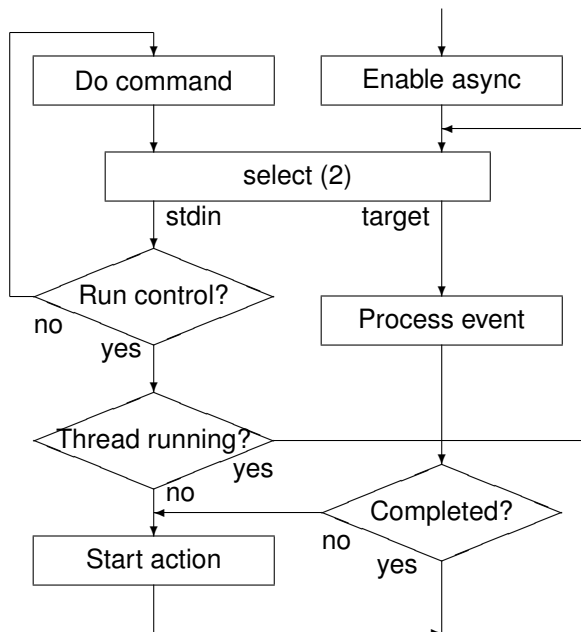 Do command
Enable async
select (2)
stdin
target
Run control?
no
yes
Process event
Thread running?
yes
no
Completed?
no
yes
Start action